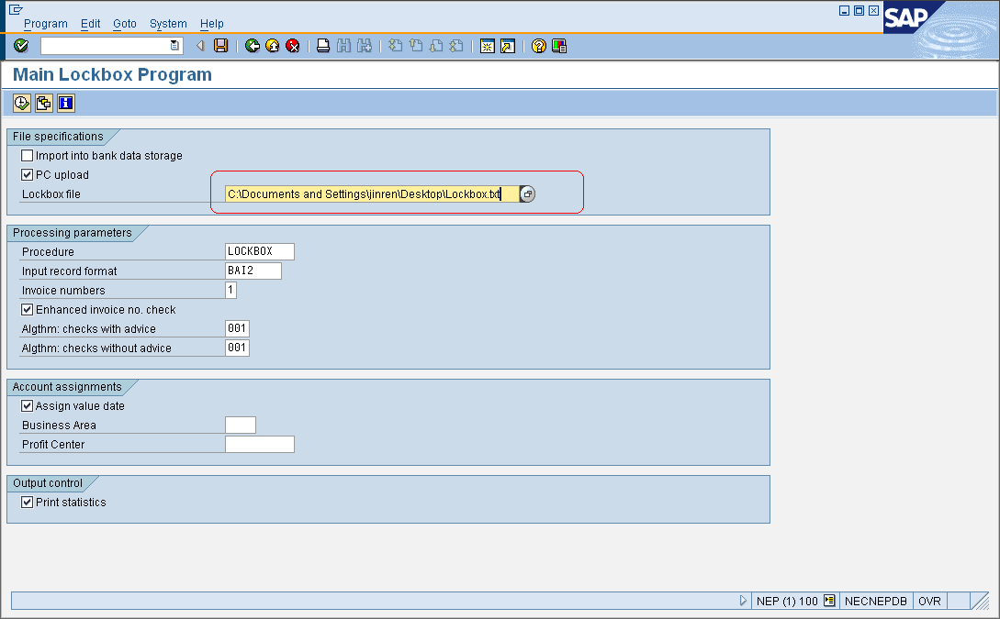 Program Edit Goto System Help
SAP
Main Lockbox Program
File specifications
Import into bank data storage
PC upload
Lockbox file C:\Documents and Settings\jinren\Desktop\Lockbox.txt
Processing parameters
Procedure LOCKBOX
Input record format BAI2
Invoice numbers 1
Enhanced invoice no. check
Algthm: checks with advice 001
Algthm: checks without advice 001
Account assignments
Assign value date
Business Area
Profit Center
Output control
Print statistics
NEP (1) 100 NECNEPDB OVR